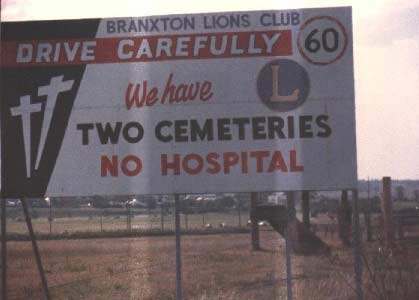 BRANXTON LIONS CLUB
DRIVE CAREFULLY
60
We have
L
TWO CEMETERIES
NO HOSPITAL